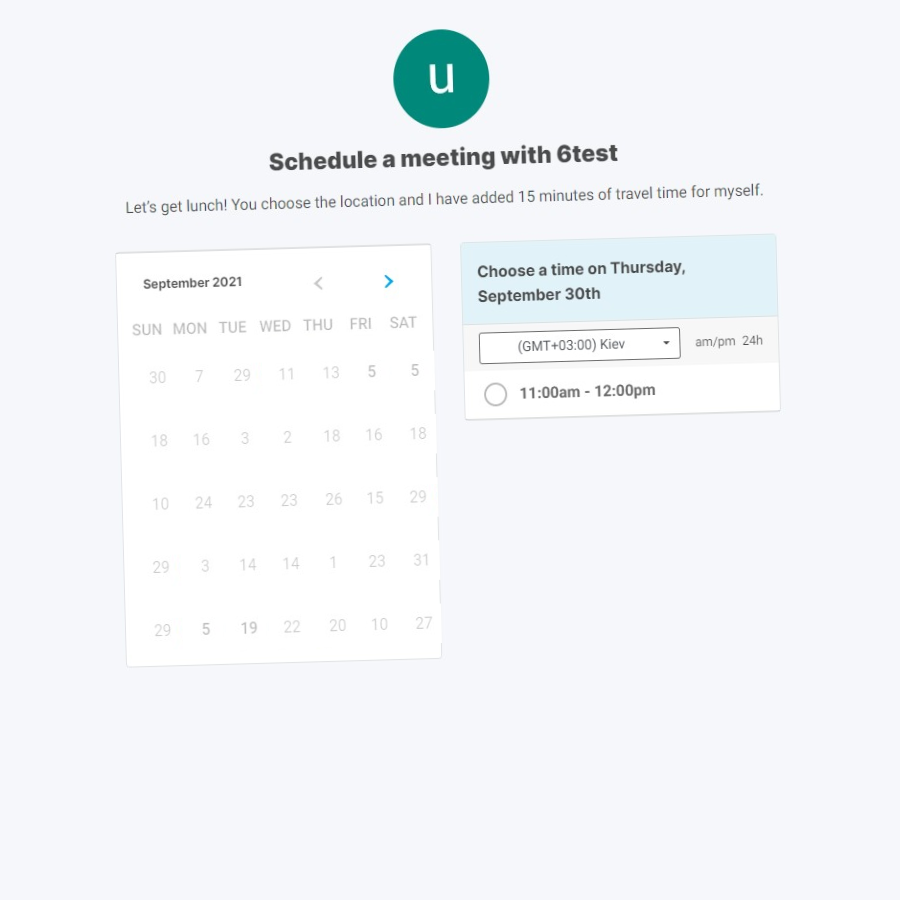 u
Schedule a meeting with 6test
Let's get lunch! You choose the location and I have added 15 minutes of travel time for myself.
September 2021
SUN MON TUE WED THU FRI SAT
30 7 29 11 13 5 5
18 16 3 2 18 16 18
10 24 23 23 26 15 29
29 3 14 14 1 23 31
29 5 19 22 20 10 27
Choose a time on Thursday,
September 30th
(GMT+03:00) Kiev am/pm 24h
11:00am - 12:00pm